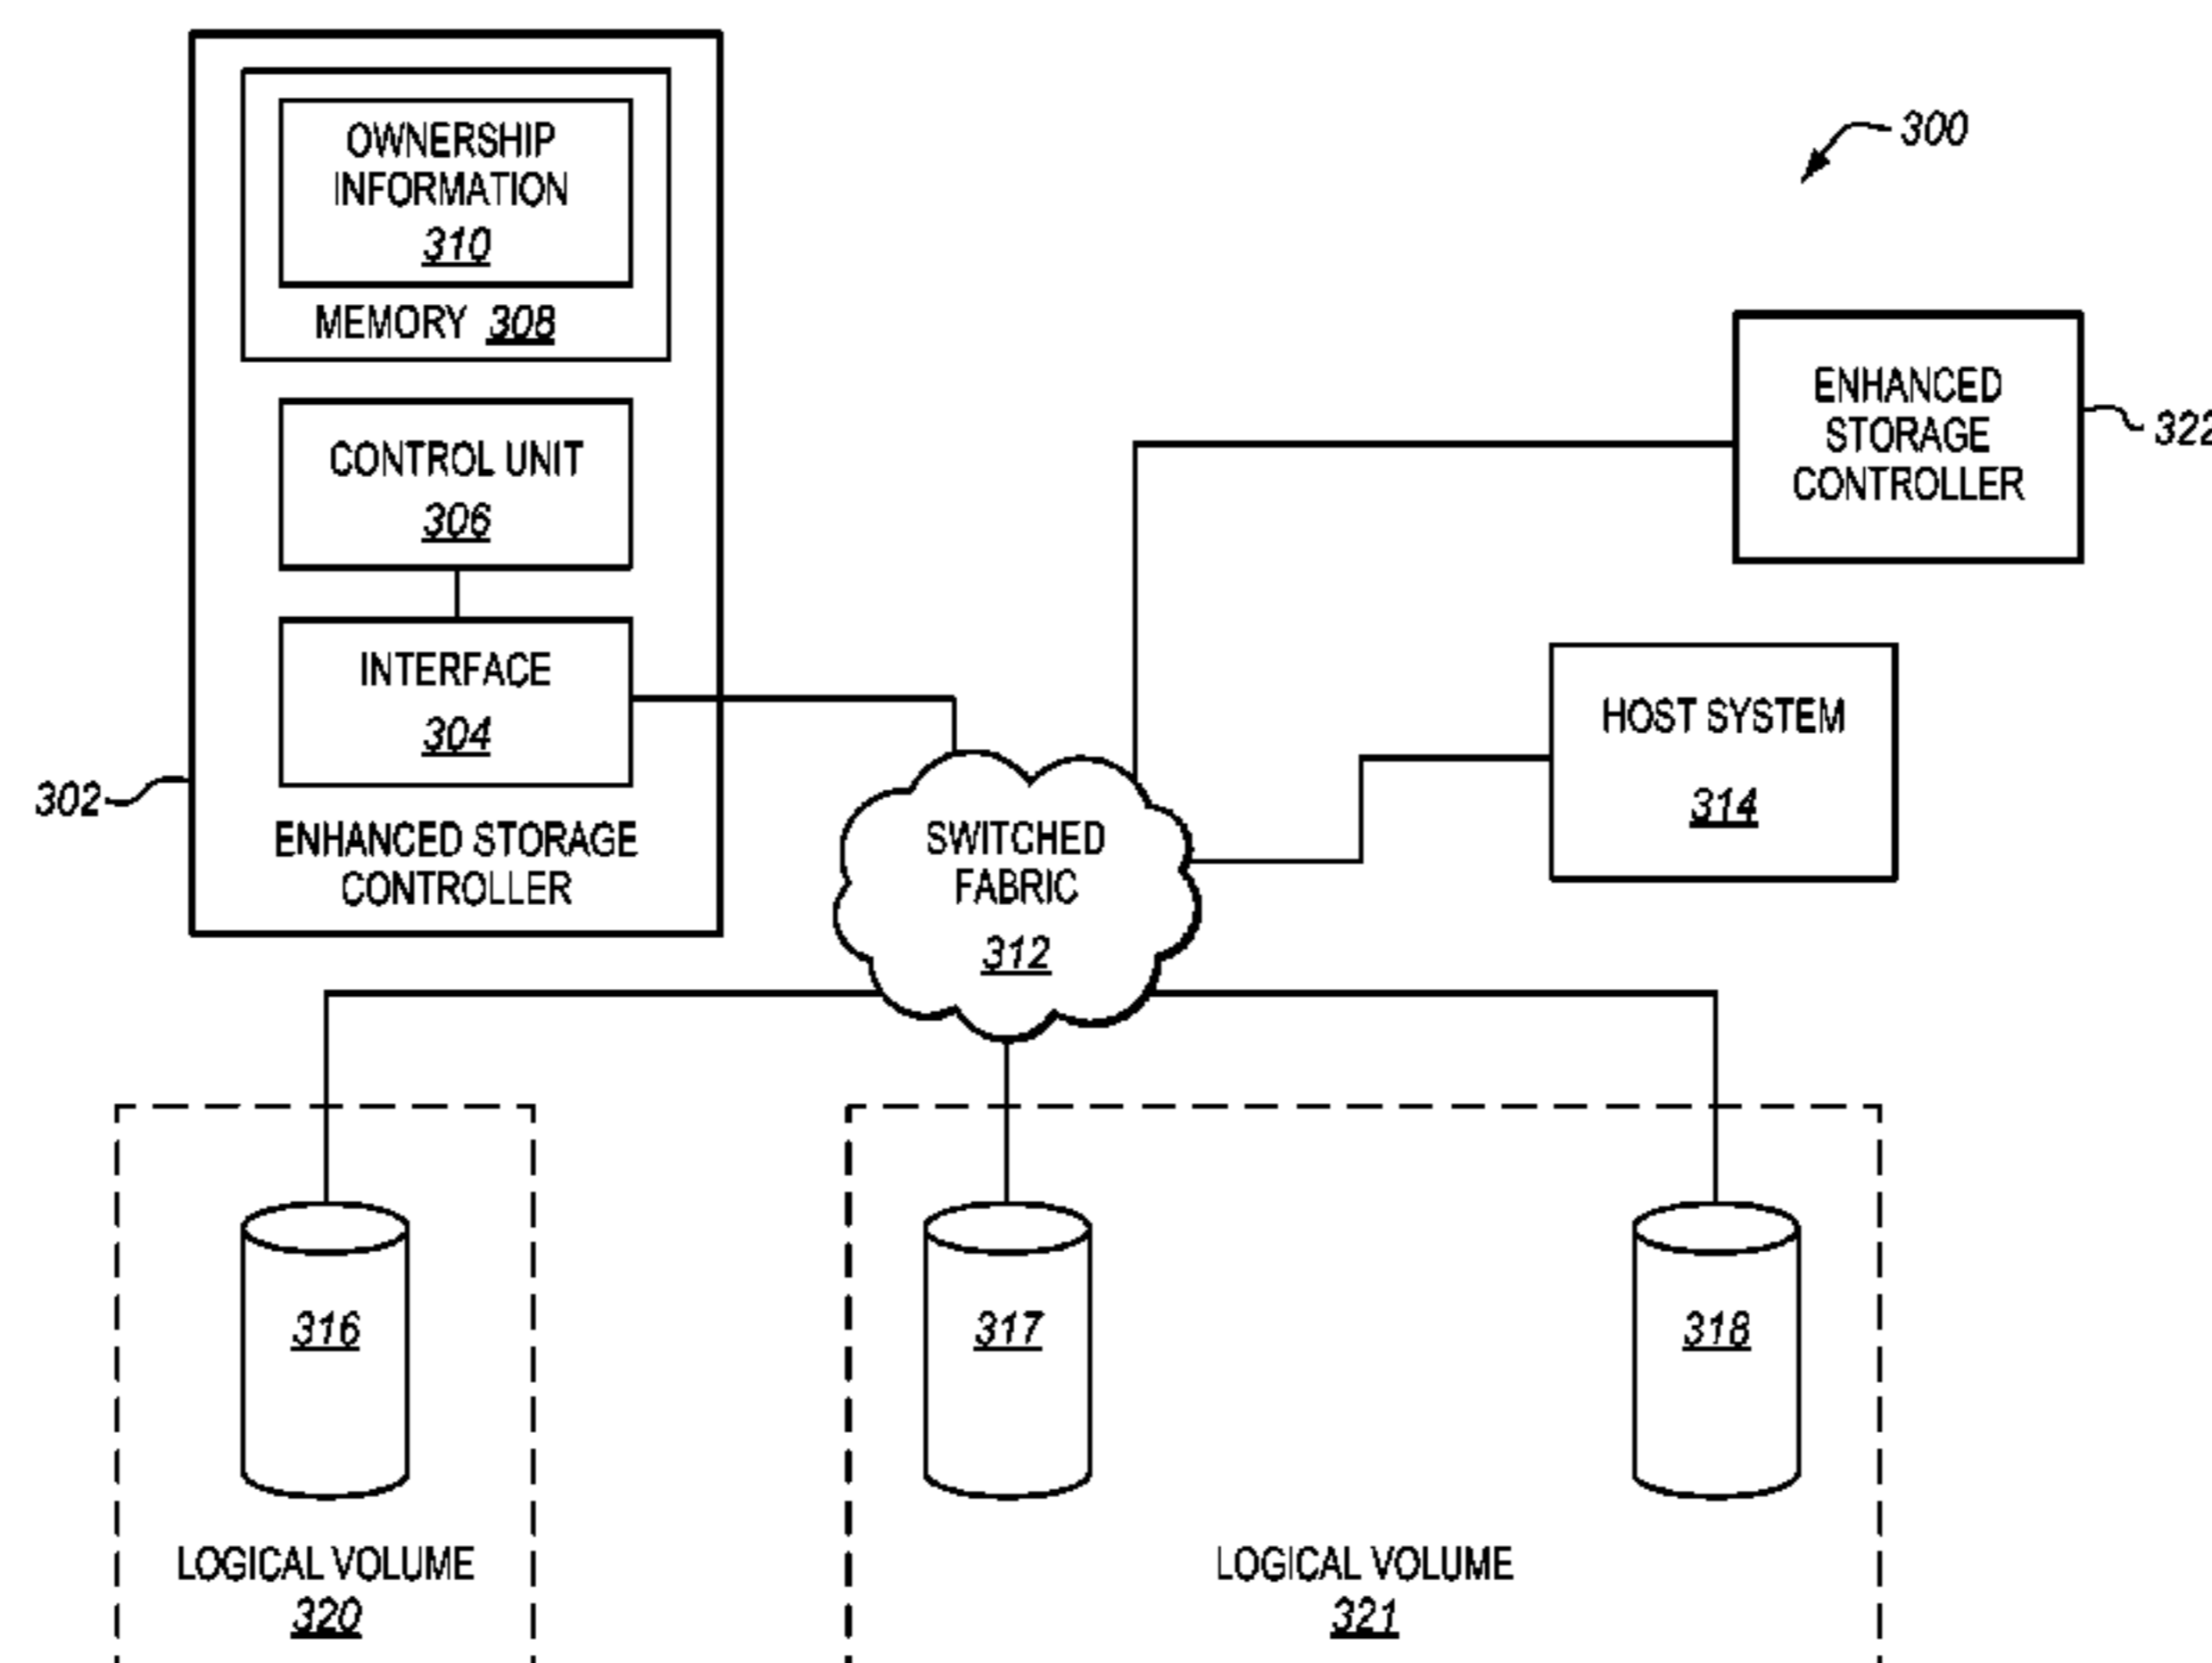 OWNERSHIP
INFORMATION
310
MEMORY 308
CONTROL UNIT
306
INTERFACE
304
302
ENHANCED STORAGE
CONTROLLER
300
ENHANCED
STORAGE
CONTROLLER
322
HOST SYSTEM
314
SWITCHED
FABRIC
312
316
317
318
LOGICAL VOLUME
320
LOGICAL VOLUME
321